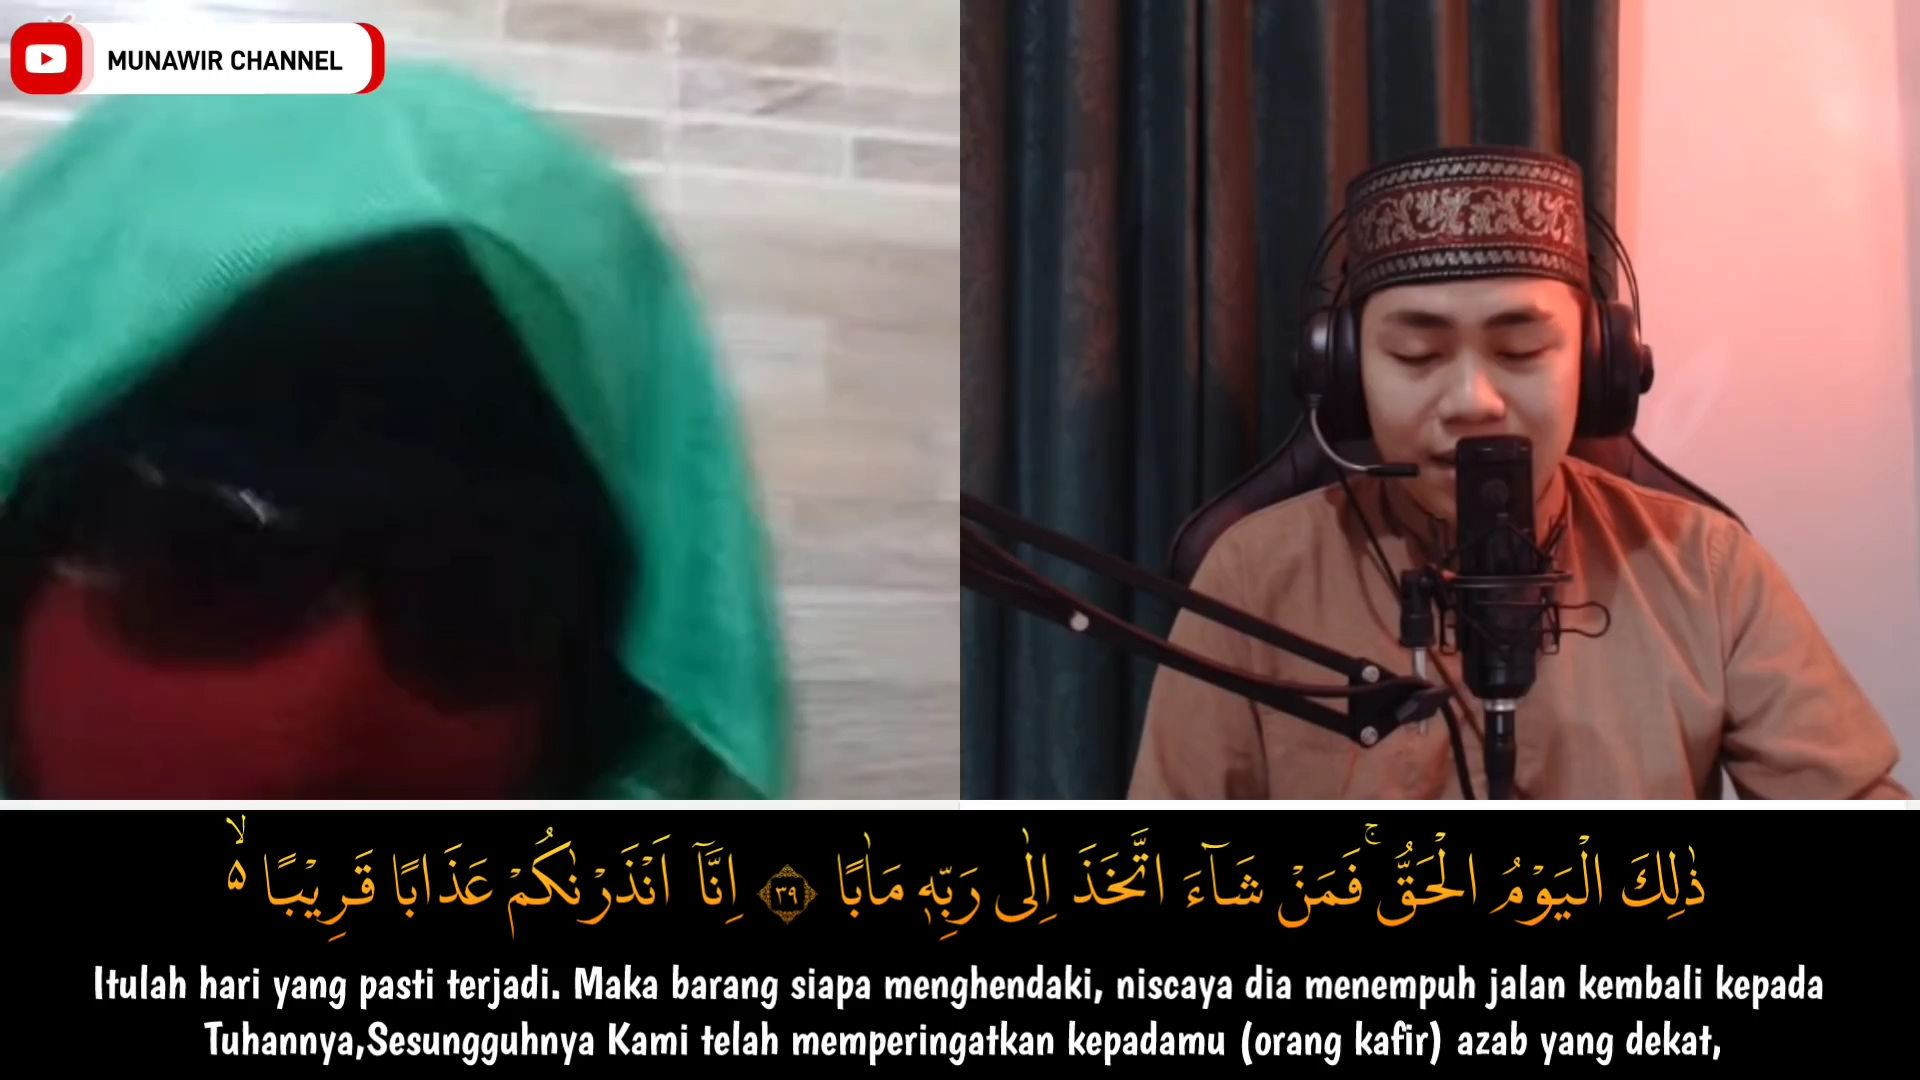 MUNAWIR CHANNEL
ذٰلِكَ الْيَوْمُ الْحَقُّۚ فَمَنْ شَاۤءَ اتَّخَذَ اِلٰى رَبِّهٖ مَاٰبًا ٣٩ اِنَّآ اَنْذَرْنٰكُمْ عَذَابًا قَرِيْبًا ەۙ
Itulah hari yang pasti terjadi. Maka barang siapa menghendaki, niscaya dia menempuh jalan kembali kepada
Tuhannya,Sesungguhnya Kami telah memperingatkan kepadamu (orang kafir) azab yang dekat,